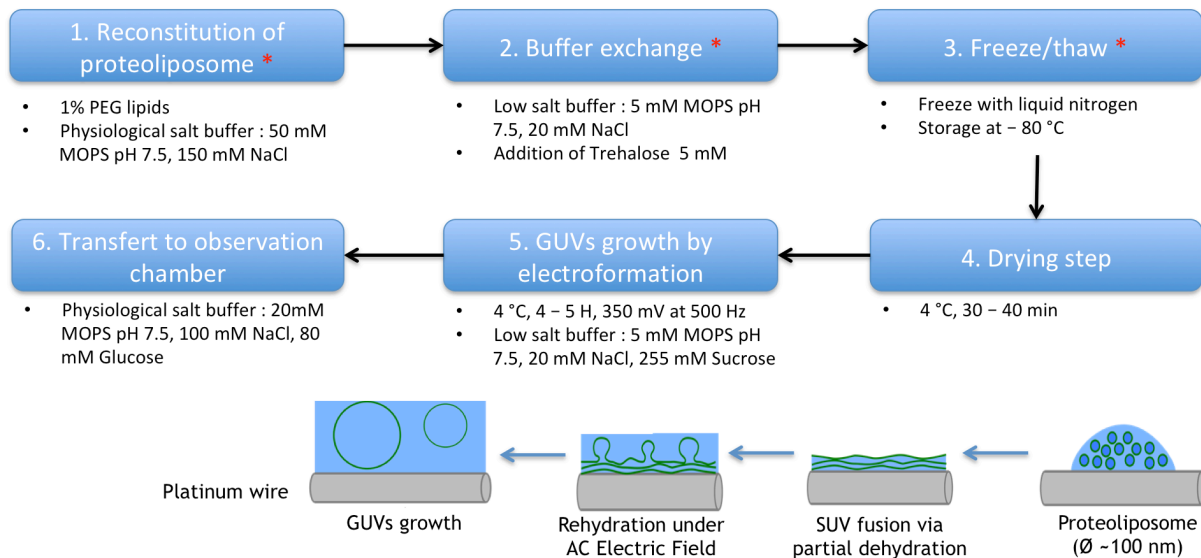 1. Reconstitution of
proteoliposome *
2. Buffer exchange *
3. Freeze/thaw *
• 1% PEG lipids
• Physiological salt buffer : 50 mM
MOPS pH 7.5, 150 mM NaCl
• Low salt buffer : 5 mM MOPS pH
7.5, 20 mM NaCl
• Addition of Trehalose 5 mM
• Freeze with liquid nitrogen
• Storage at − 80 °C
6. Transfert to observation
chamber
5. GUVs growth by
electroformation
4. Drying step
• Physiological salt buffer : 20mM
MOPS pH 7.5, 100 mM NaCl, 80
mM Glucose
• 4 °C, 4 − 5 H, 350 mV at 500 Hz
• Low salt buffer : 5 mM MOPS pH
7.5, 20 mM NaCl, 255 mM Sucrose
• 4 °C, 30 − 40 min
Platinum wire
GUVs growth
Rehydration under
AC Electric Field
SUV fusion via
partial dehydration
Proteoliposome
(Ø ~100 nm)